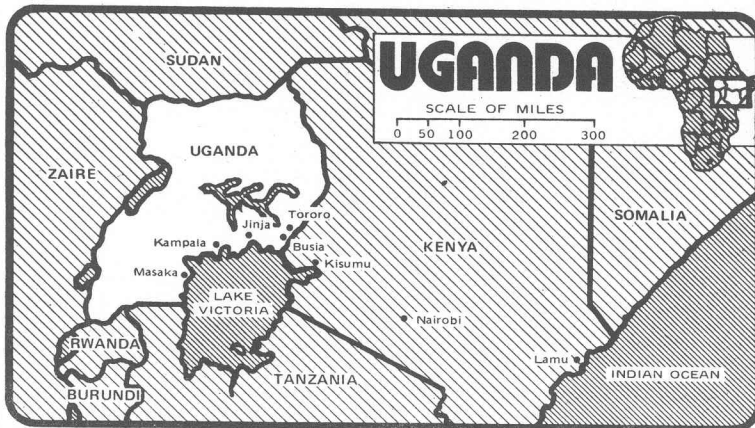 SUDAN
UGANDA
SCALE OF MILES
0 50 100 200 300
UGANDA
ZAIRE
Tororo
Jinja
Kampala
Busia
Masaka
Kisumu
KENYA
SOMALIA
LAKE
VICTORIA
Nairobi
RWANDA
Lamu
BURUNDI
TANZANIA
INDIAN OCEAN